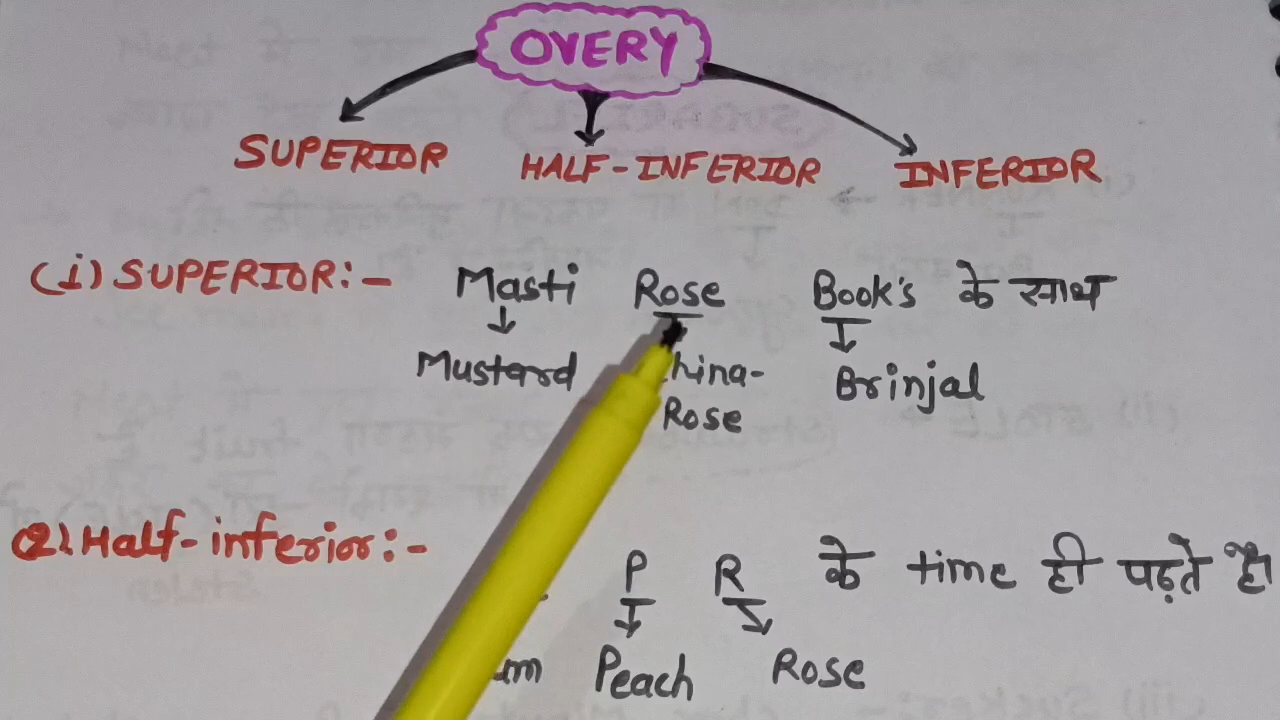 OVERY
SUPERIOR HALF-INFERIOR INFERIOR
(i) SUPERIOR:- Masti Rose Book's के साथ
Mustard China- Brinjal
Rose
(2) Half-inferior:- P R के time ही पढ़ते है।
Peach Rose